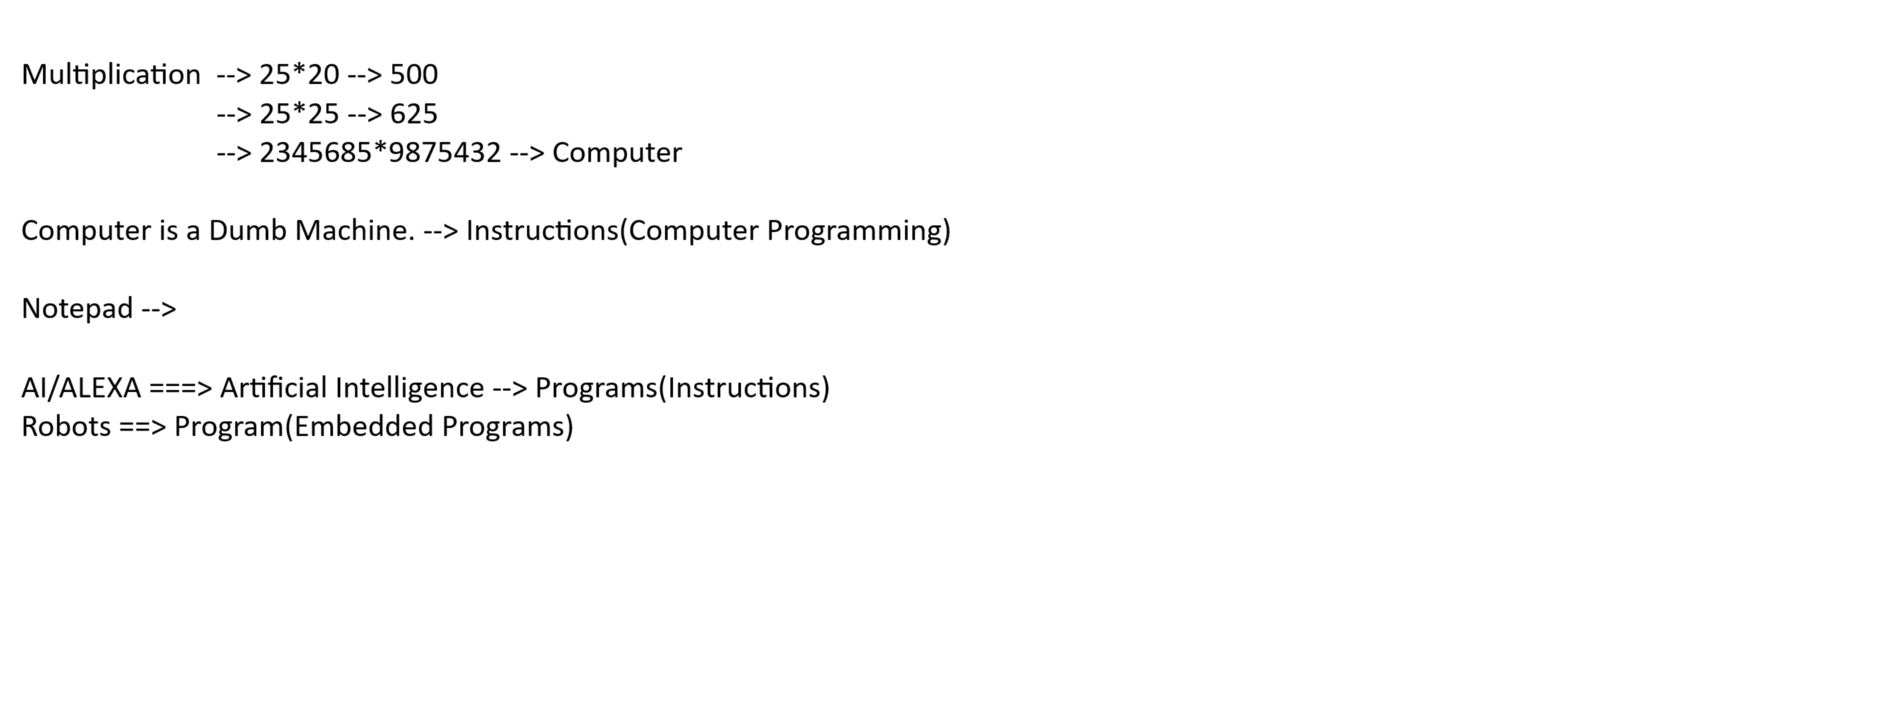 Multiplication --> 25*20 --> 500
--> 25*25 --> 625
--> 2345685*9875432 --> Computer
Computer is a Dumb Machine. --> Instructions(Computer Programming)
Notepad -->
AI/ALEXA ===> Artificial Intelligence --> Programs(Instructions)
Robots ==> Program(Embedded Programs)